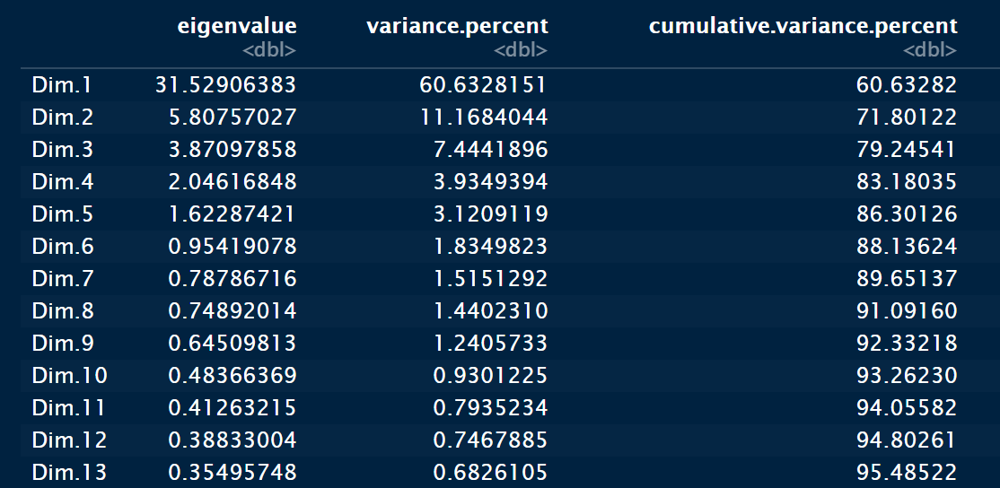 eigenvalue variance.percent cumulative.variance.percent
<dbl> <dbl> <dbl>
Dim.1 31.52906383 60.6328151 60.63282
Dim.2 5.80757027 11.1684044 71.80122
Dim.3 3.87097858 7.4441896 79.24541
Dim.4 2.04616848 3.9349394 83.18035
Dim.5 1.62287421 3.1209119 86.30126
Dim.6 0.95419078 1.8349823 88.13624
Dim.7 0.78786716 1.5151292 89.65137
Dim.8 0.74892014 1.4402310 91.09160
Dim.9 0.64509813 1.2405733 92.33218
Dim.10 0.48366369 0.9301225 93.26230
Dim.11 0.41263215 0.7935234 94.05582
Dim.12 0.38833004 0.7467885 94.80261
Dim.13 0.35495748 0.6826105 95.48522